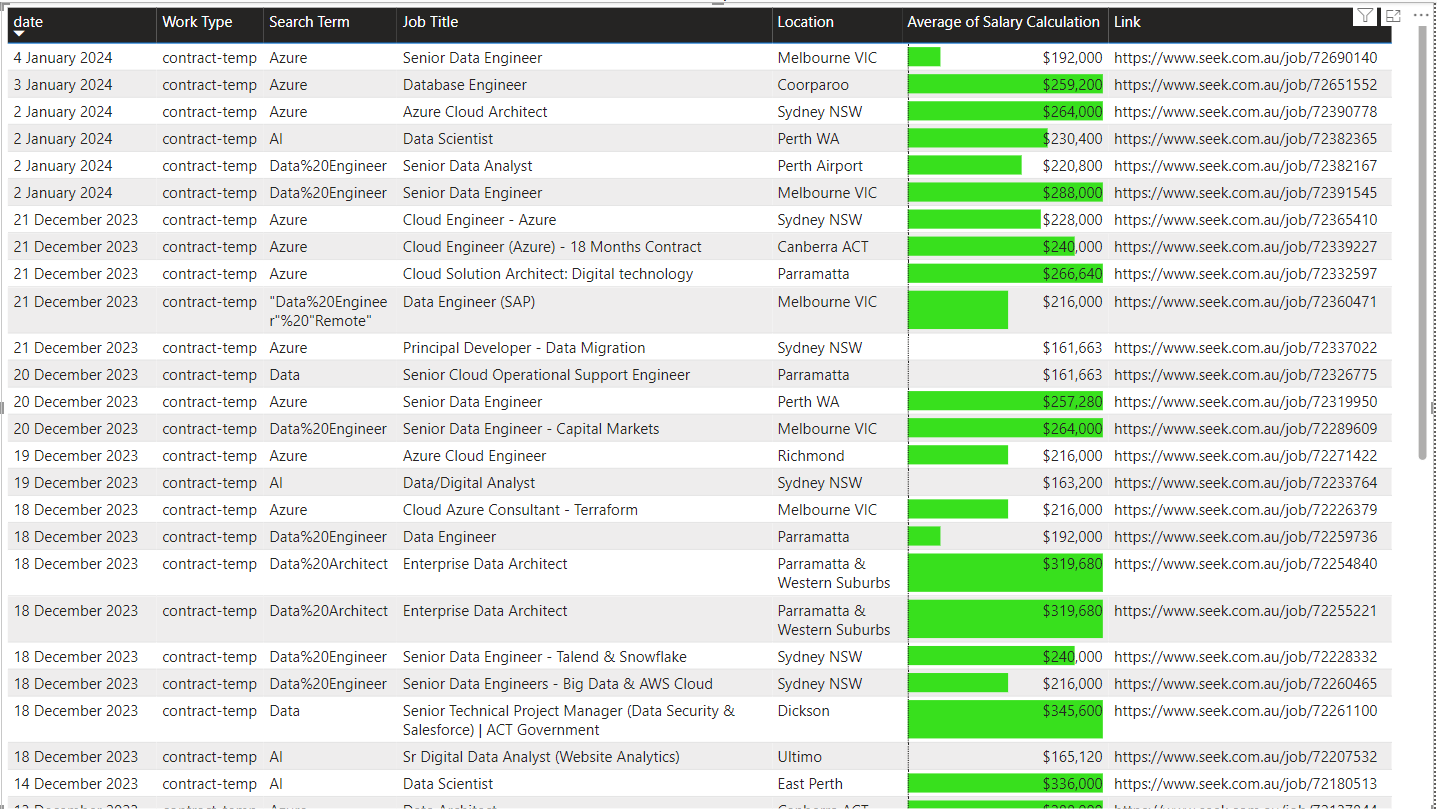 date Work Type Search Term Job Title Location Average of Salary Calculation Link
4 January 2024 contract-temp Azure Senior Data Engineer Melbourne VIC $192,000 https://www.seek.com.au/job/72690140
3 January 2024 contract-temp Azure Database Engineer Coorparoo $259,200 https://www.seek.com.au/job/72651552
2 January 2024 contract-temp Azure Azure Cloud Architect Sydney NSW $264,000 https://www.seek.com.au/job/72390778
2 January 2024 contract-temp AI Data Scientist Perth WA $230,400 https://www.seek.com.au/job/72382365
2 January 2024 contract-temp Data%20Engineer Senior Data Analyst Perth Airport $220,800 https://www.seek.com.au/job/72382167
2 January 2024 contract-temp Data%20Engineer Senior Data Engineer Melbourne VIC $288,000 https://www.seek.com.au/job/72391545
21 December 2023 contract-temp Azure Cloud Engineer - Azure Sydney NSW $228,000 https://www.seek.com.au/job/72365410
21 December 2023 contract-temp Azure Cloud Engineer (Azure) - 18 Months Contract Canberra ACT $240,000 https://www.seek.com.au/job/72339227
21 December 2023 contract-temp Azure Cloud Solution Architect: Digital technology Parramatta $266,640 https://www.seek.com.au/job/72332597
21 December 2023 contract-temp "Data%20Enginee Data Engineer (SAP) Melbourne VIC $216,000 https://www.seek.com.au/job/72360471
r"%20"Remote"
21 December 2023 contract-temp Azure Principal Developer - Data Migration Sydney NSW $161,663 https://www.seek.com.au/job/72337022
20 December 2023 contract-temp Data Senior Cloud Operational Support Engineer Parramatta $161,663 https://www.seek.com.au/job/72326775
20 December 2023 contract-temp Azure Senior Data Engineer Perth WA $257,280 https://www.seek.com.au/job/72319950
20 December 2023 contract-temp Data%20Engineer Senior Data Engineer - Capital Markets Melbourne VIC $264,000 https://www.seek.com.au/job/72289609
19 December 2023 contract-temp Azure Azure Cloud Engineer Richmond $216,000 https://www.seek.com.au/job/72271422
19 December 2023 contract-temp AI Data/Digital Analyst Sydney NSW $163,200 https://www.seek.com.au/job/72233764
18 December 2023 contract-temp Azure Cloud Azure Consultant - Terraform Melbourne VIC $216,000 https://www.seek.com.au/job/72226379
18 December 2023 contract-temp Data%20Engineer Data Engineer Parramatta $192,000 https://www.seek.com.au/job/72259736
18 December 2023 contract-temp Data%20Architect Enterprise Data Architect Parramatta & $319,680 https://www.seek.com.au/job/72254840
Western Suburbs
18 December 2023 contract-temp Data%20Architect Enterprise Data Architect Parramatta & $319,680 https://www.seek.com.au/job/72255221
Western Suburbs
18 December 2023 contract-temp Data%20Engineer Senior Data Engineer - Talend & Snowflake Sydney NSW $240,000 https://www.seek.com.au/job/72228332
18 December 2023 contract-temp Data%20Engineer Senior Data Engineers - Big Data & AWS Cloud Sydney NSW $216,000 https://www.seek.com.au/job/72260465
18 December 2023 contract-temp Data Senior Technical Project Manager (Data Security & Dickson $345,600 https://www.seek.com.au/job/72261100
Salesforce) | ACT Government
18 December 2023 contract-temp AI Sr Digital Data Analyst (Website Analytics) Ultimo $165,120 https://www.seek.com.au/job/72207532
14 December 2023 contract-temp AI Data Scientist East Perth $336,000 https://www.seek.com.au/job/72180513